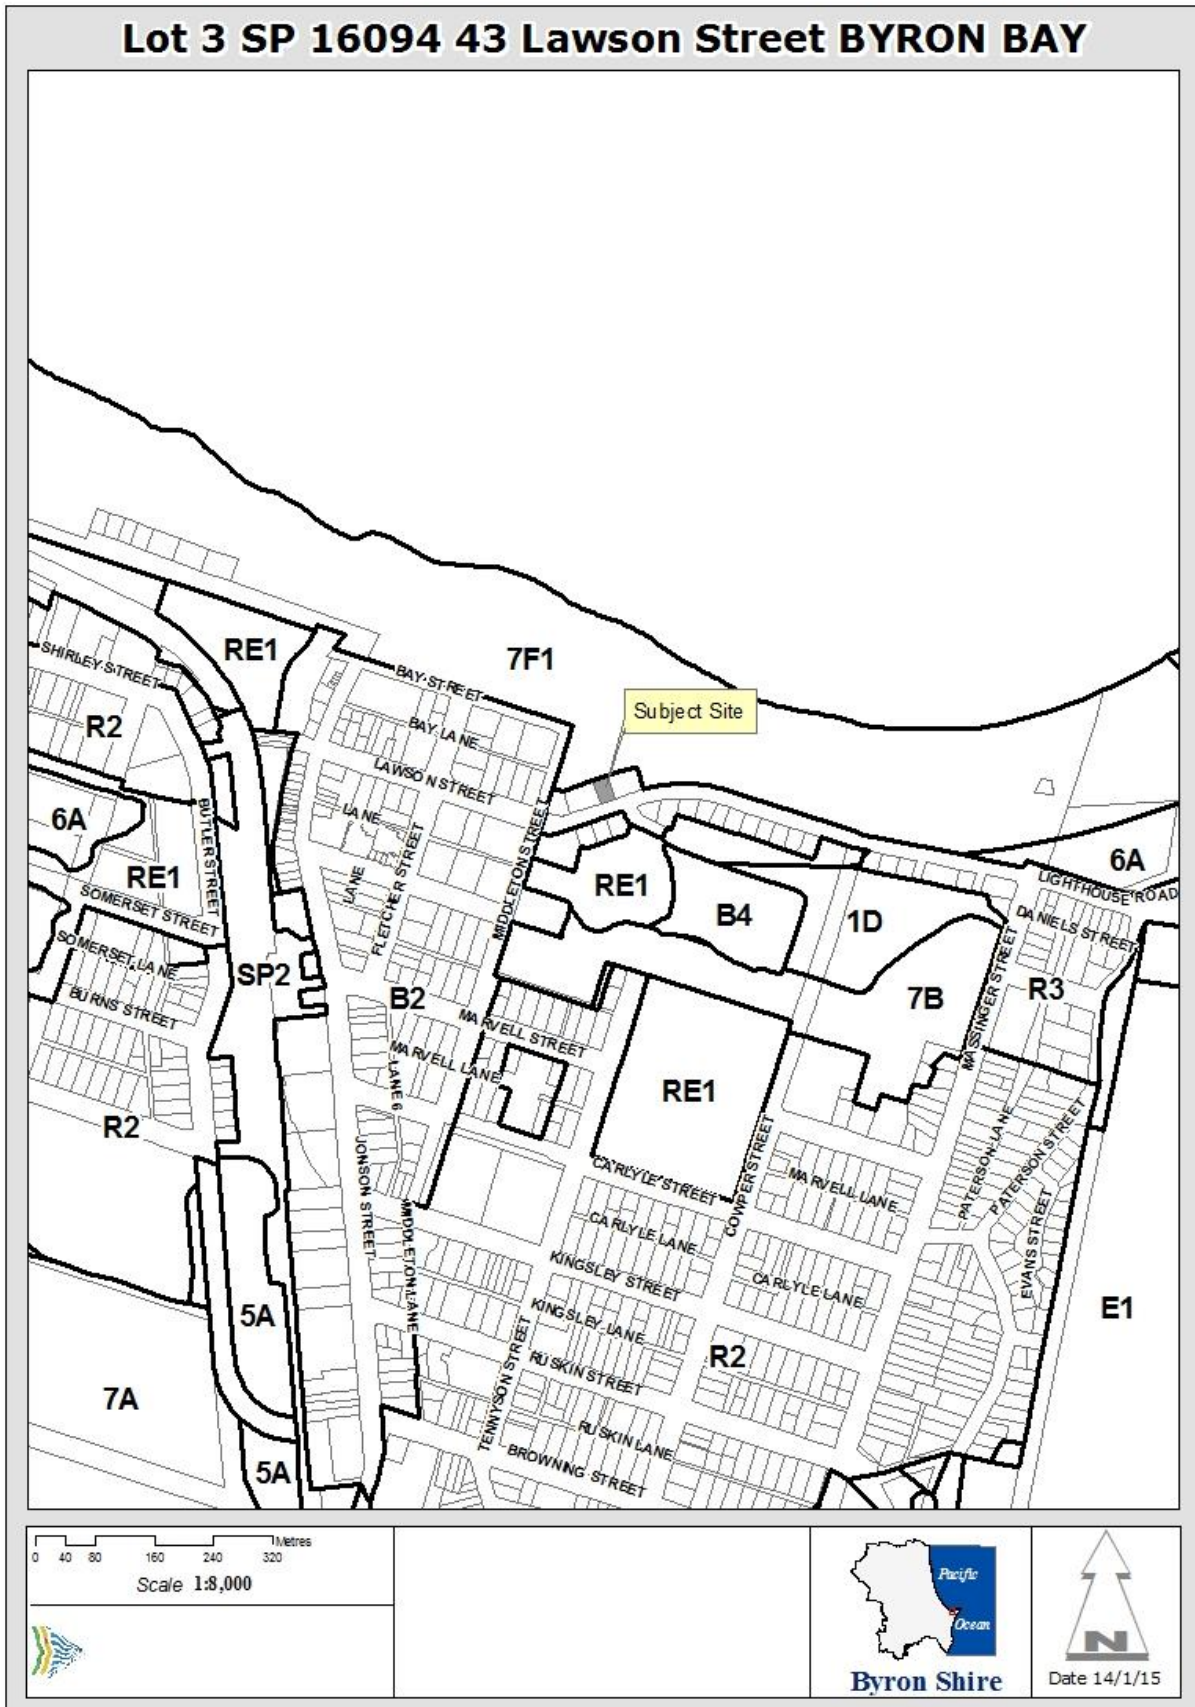 Lot 3 SP 16094 43 Lawson Street BYRON BAY
RE1
7F1
SHIRLEY STREET
BAY STREET
Subject Site
R2
BAY LANE
LAWSON STREET
6A
BUTLER STREET
LANE
MIDDLETON STREET
FLETCHER STREET
6A
RE1
RE1
LANE
LIGHTHOUSE ROAD
SOMERSET STREET
B4
1D
DANIELS STREET
SOMERSET LANE
SP2
BURNS STREET
B2
7B
MASSINGER STREET
R3
MARVELL STREET
MARVELL LANE
LANE 6
RE1
R2
JONSON STREET
CARLYLE STREET
COWPER STREET
MARVELL LANE
PATERSON LANE
PATERSON STREET
MIDDLETON LANE
CARLYLE LANE
EVANS STREET
KINGSLEY STREET
CARLYLE LANE
5A
KINGSLEY LANE
E1
R2
RUSKIN STREET
7A
TENNYSON STREET
RUSKIN LANE
5A
BROWNING STREET
Metres
0 40 80 160 240 320
Scale 1:8,000
Pacific
Ocean
Byron Shire
N
Date 14/1/15